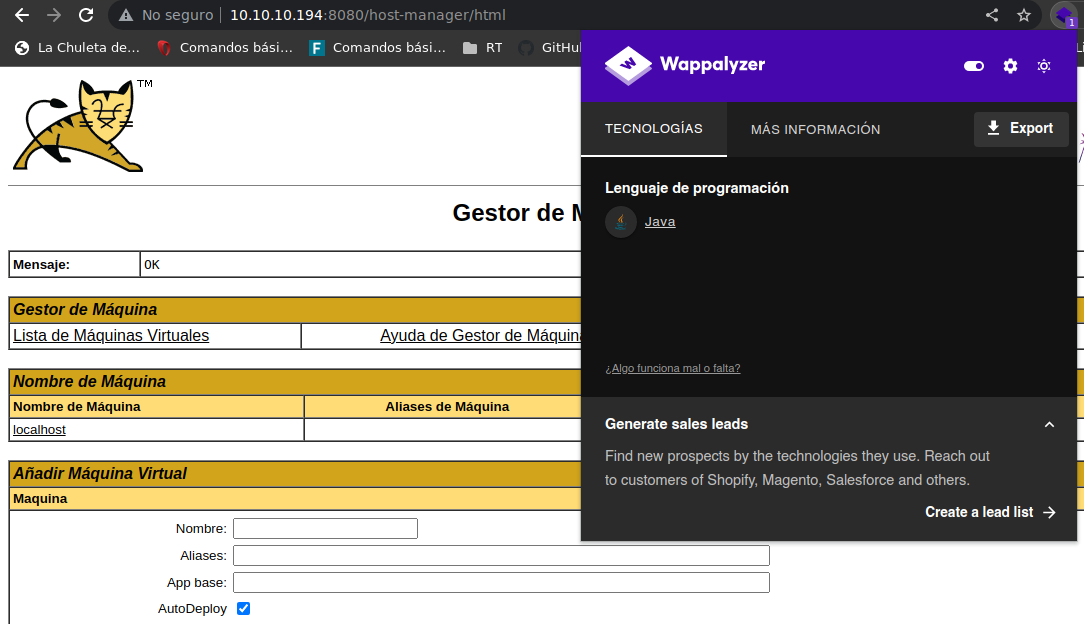 No seguro 10.10.10.194:8080/host-manager/html
1
La Chuleta de... Comandos bási... F Comandos bási... RT GitHu
W Wappalyzer
TM
TECNOLOGÍAS MÁS INFORMACIÓN Export
Lenguaje de programación
Java
Gestor de
Mensaje: OK
Gestor de Máquina
Lista de Máquinas Virtuales Ayuda de Gestor de Máquin
¿Algo funciona mal o falta?
Nombre de Máquina
Nombre de Máquina Aliases de Máquina
localhost
Generate sales leads
Find new prospects by the technologies they use. Reach out
to customers of Shopify, Magento, Salesforce and others.
Create a lead list
Añadir Máquina Virtual
Maquina
Nombre:
Aliases:
App base:
AutoDeploy